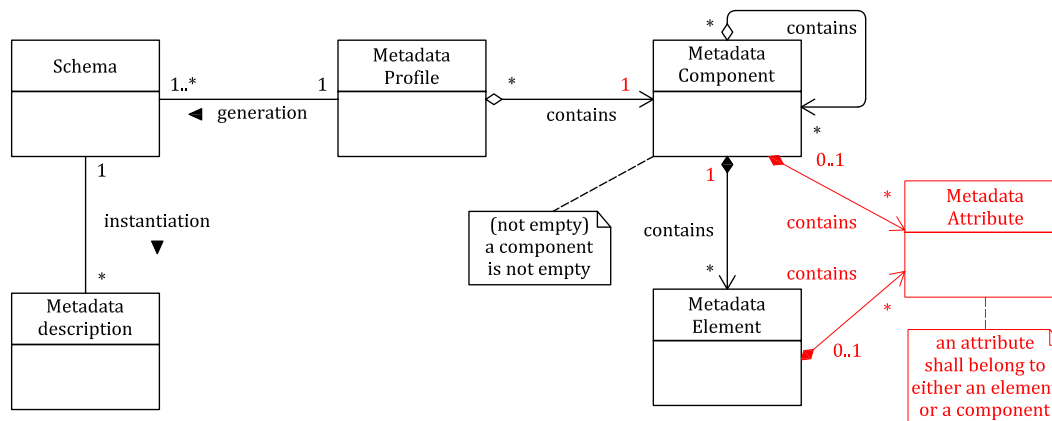 Schema
1..*
1
generation
Metadata
Profile
*
1
contains
Metadata
Component
*
contains
*
1
instantiation
*
Metadada
description
(not empty)
a component
is not empty
1
contains
*
Metadata
Element
0..1
*
contains
Metadata
Attribute
contains
*
0..1
an attribute
shall belong to
either an elemen
or a component